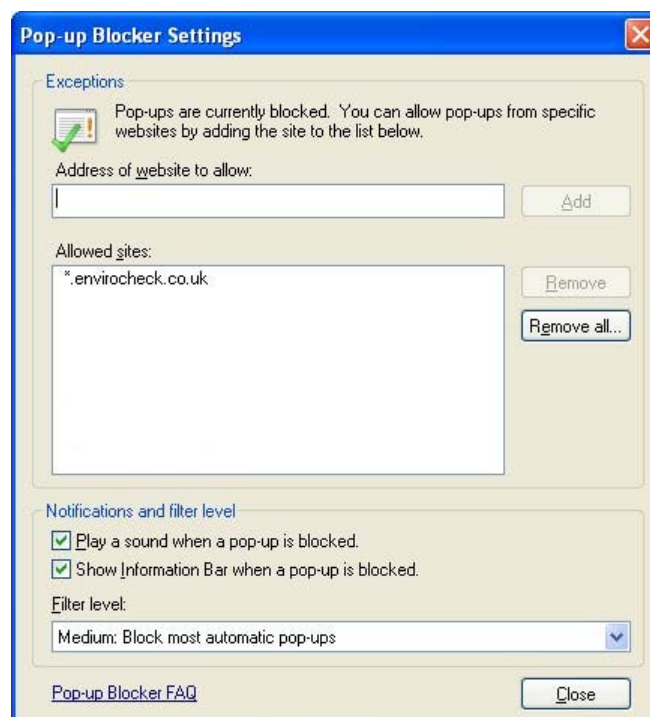 Pop-up Blocker Settings
Exceptions
Pop-ups are currently blocked. You can allow pop-ups from specific
websites by adding the site to the list below.
Address of website to allow:
Add
Allowed sites:
*.envirocheck.co.uk
Remove
Remove all...
Notifications and filter level
Play a sound when a pop-up is blocked.
Show Information Bar when a pop-up is blocked.
Filter level:
Medium: Block most automatic pop-ups
Pop-up Blocker FAQ
Close